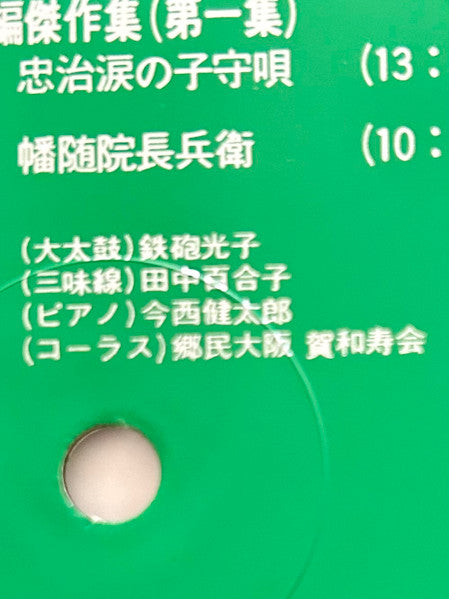 編傑作集(第一集)
忠治涙の子守唄 (13:
幡随院長兵衛 (10:
(大太鼓)鉄砲光子
(三味線)田中百合子
(ピアノ)今西健太郎
(コーラス)郷民大阪 賀和寿会